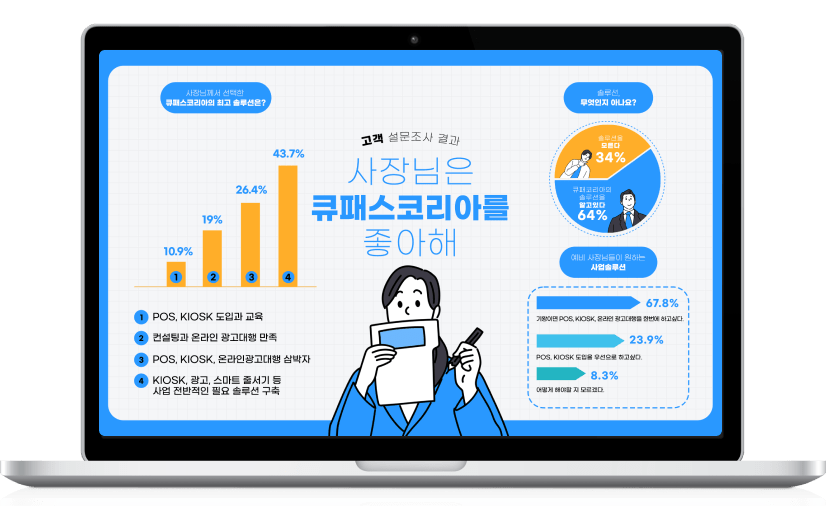 사장님께서 선택한
큐패스코리아의 최고 솔루션은?
43.7%
26.4%
19%
10.9%
1
2
3
4
1 POS, KIOSK 도입과 교육
2 컨설팅과 온라인 광고대행 만족
3 POS, KIOSK, 온라인광고대행 삼박자
4 KIOSK, 광고, 스마트 줄서기 등
사업 전반적인 필요 솔루션 구축
고객 설문조사 결과
사장님은
큐패스코리아를
좋아해
솔루션,
무엇인지 아나요?
솔루션을
모른다
34%
큐패코리아의
솔루션을
알고있다
64%
예비 사장님들이 원하는
사업솔루션
67.8%
기왕이면 POS, KIOSK, 온라인 광고대행을 한번에 하고싶다.
23.9%
POS, KIOSK 도입을 우선으로 하고싶다.
8.3%
어떻게 해야할 지 모르겠다.